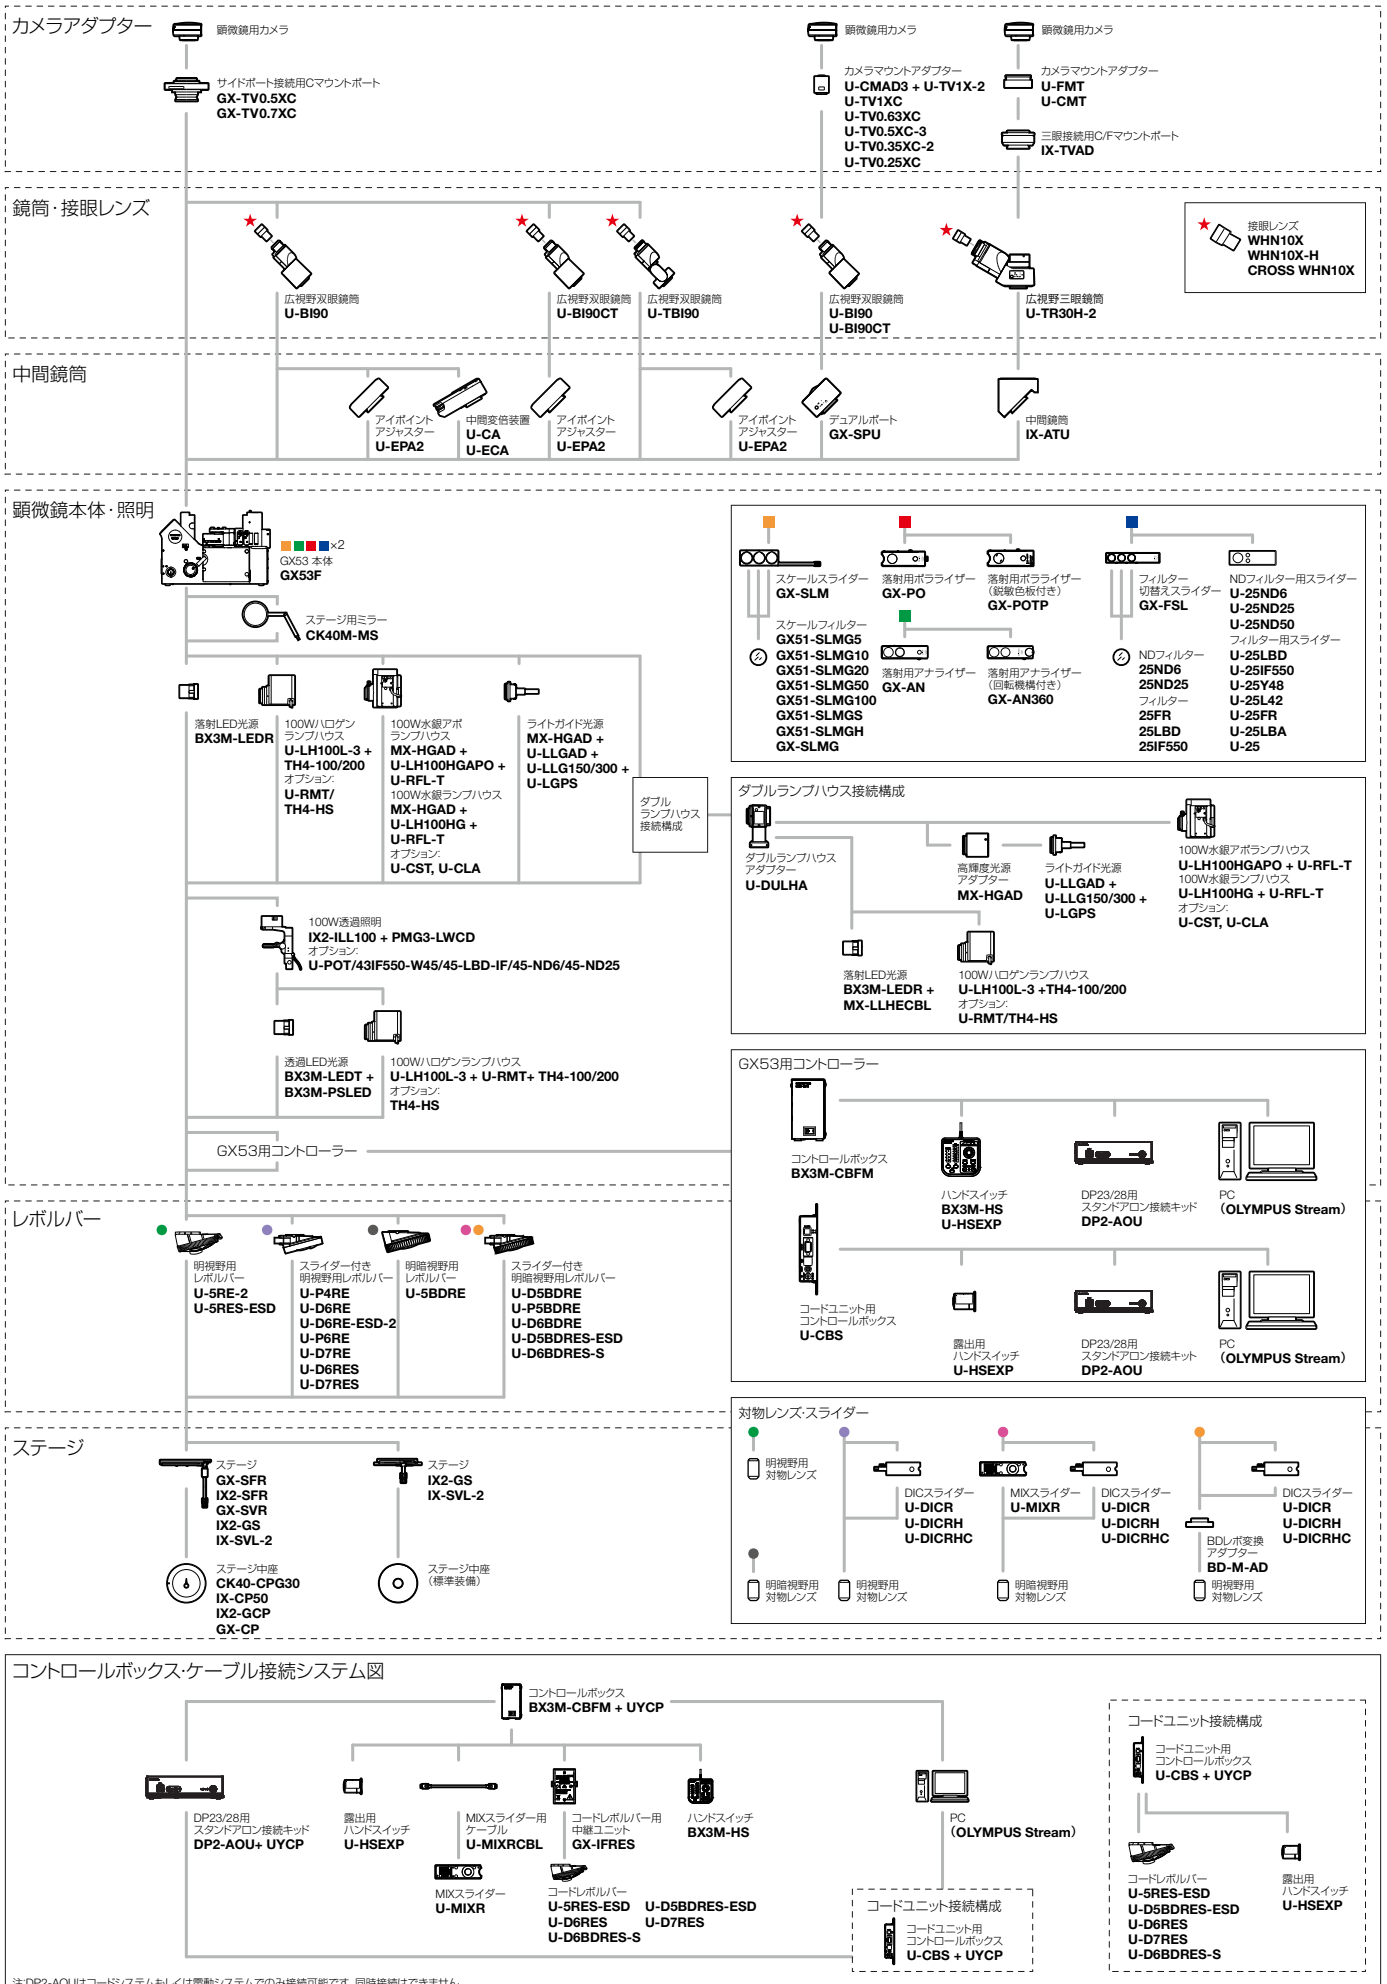 カメラアダプター
顕微鏡用カメラ
サイドポート接続用Cマウントポート
GX-TV0.5XC
GX-TV0.7XC
顕微鏡用カメラ
カメラマウントアダプター
U-CMAD3 + U-TV1X-2
U-TV1XC
U-TV0.63XC
U-TV0.5XC-3
U-TV0.35XC-2
U-TV0.25XC
顕微鏡用カメラ
カメラマウントアダプター
U-FMT
U-CMT
三眼接続用C/Fマウントポート
IX-TVAD
鏡筒・接眼レンズ
広視野双眼鏡筒
U-BI90
広視野双眼鏡筒
U-BI90CT
広視野双眼鏡筒
U-TBI90
広視野双眼鏡筒
U-BI90
U-BI90CT
広視野三眼鏡筒
U-TR30H-2
接眼レンズ
WHN10X
WHN10X-H
CROSS WHN10X
中間鏡筒
アイポイント
アジャスター
U-EPA2
中間変倍装置
U-CA
U-ECA
アイポイント
アジャスター
U-EPA2
アイポイント
アジャスター
U-EPA2
デュアルポート
GX-SPU
中間鏡筒
IX-ATU
顕微鏡本体・照明
×2
GX53 本体
GX53F
ステージ用ミラー
CK40M-MS
落射LED光源
BX3M-LEDR
100Wハロゲン
ランプハウス
U-LH100L-3 +
TH4-100/200
オプション:
U-RMT/
TH4-HS
100W水銀アポ
ランプハウス
MX-HGAD +
U-LH100HGAPO +
U-RFL-T
100W水銀ランプハウス
MX-HGAD +
U-LH100HG +
U-RFL-T
オプション:
U-CST, U-CLA
ライトガイド光源
MX-HGAD +
U-LLGAD +
U-LLG150/300 +
U-LGPS
ダブル
ランプハウス
接続構成
100W透過照明
IX2-ILL100 + PMG3-LWCD
オプション:
U-POT/43IF550-W45/45-LBD-IF/45-ND6/45-ND25
透過LED光源
BX3M-LEDT +
BX3M-PSLED
100Wハロゲンランプハウス
U-LH100L-3 + U-RMT+ TH4-100/200
オプション:
TH4-HS
GX53用コントローラー
スケールスライダー
GX-SLM
スケールフィルター
GX51-SLMG5
GX51-SLMG10
GX51-SLMG20
GX51-SLMG50
GX51-SLMG100
GX51-SLMGS
GX51-SLMGH
GX-SLMG
落射用ポラライザー
GX-PO
落射用ポラライザー
（鋭敏色板付き）
GX-POTP
落射用アナライザー
GX-AN
落射用アナライザー
（回転機構付き）
GX-AN360
フィルター
切替えスライダー
GX-FSL
NDフィルター
25ND6
25ND25
フィルター
25FR
25LBD
25IF550
NDフィルター用スライダー
U-25ND6
U-25ND25
U-25ND50
フィルター用スライダー
U-25LBD
U-25IF550
U-25Y48
U-25L42
U-25FR
U-25LBA
U-25
ダブルランプハウス接続構成
ダブルランプハウス
アダプター
U-DULHA
高輝度光源
アダプター
MX-HGAD
ライトガイド光源
U-LLGAD +
U-LLG150/300 +
U-LGPS
100W水銀アポランプハウス
U-LH100HGAPO + U-RFL-T
100W水銀ランプハウス
U-LH100HG + U-RFL-T
オプション:
U-CST, U-CLA
落射LED光源
BX3M-LEDR +
MX-LLHECBL
100Wハロゲンランプハウス
U-LH100L-3 +TH4-100/200
オプション:
U-RMT/TH4-HS
GX53用コントローラー
コントロールボックス
BX3M-CBFM
ハンドスイッチ
BX3M-HS
U-HSEXP
DP23/28用
スタンドアロン接続キッド
DP2-AOU
PC
（OLYMPUS Stream）
コードユニット用
コントロールボックス
U-CBS
露出用
ハンドスイッチ
U-HSEXP
DP23/28用
スタンドアロン接続キット
DP2-AOU
PC
（OLYMPUS Stream）
レボルバー
明視野用
レボルバー
U-5RE-2
U-5RES-ESD
スライダー付き
明視野用レボルバー
U-P4RE
U-D6RE
U-D6RE-ESD-2
U-P6RE
U-D7RE
U-D6RES
U-D7RES
明暗視野用
レボルバー
U-5BDRE
スライダー付き
明暗視野用レボルバー
U-D5BDRE
U-P5BDRE
U-D6BDRE
U-D5BDRES-ESD
U-D6BDRES-S
ステージ
ステージ
GX-SFR
IX2-SFR
GX-SVR
IX2-GS
IX-SVL-2
ステージ
IX2-GS
IX-SVL-2
ステージ中座
CK40-CPG30
IX-CP50
IX2-GCP
GX-CP
ステージ中座
（標準装備）
対物レンズ・スライダー
明視野用
対物レンズ
DICスライダー
U-DICR
U-DICRH
U-DICRHC
MIXスライダー
U-MIXR
DICスライダー
U-DICR
U-DICRH
U-DICRHC
DICスライダー
U-DICR
U-DICRH
U-DICRHC
BDレボ変換
アダプター
BD-M-AD
明暗視野用
対物レンズ
明視野用
対物レンズ
明暗視野用
対物レンズ
明視野用
対物レンズ
コントロールボックス・ケーブル接続システム図
コントロールボックス
BX3M-CBFM + UYCP
DP23/28用
スタンドアロン接続キッド
DP2-AOU+ UYCP
露出用
ハンドスイッチ
U-HSEXP
MIXスライダー用
ケーブル
U-MIXRCBL
コードレボルバー用
中継ユニット
GX-IFRES
ハンドスイッチ
BX3M-HS
PC
（OLYMPUS Stream）
MIXスライダー
U-MIXR
コードレボルバー
U-5RES-ESD U-D5BDRES-ESD
U-D6RES U-D7RES
U-D6BDRES-S
コードユニット接続構成
コードユニット用
コントロールボックス
U-CBS + UYCP
コードユニット接続構成
コードユニット用
コントロールボックス
U-CBS + UYCP
コードレボルバー
U-5RES-ESD
U-D5BDRES-ESD
U-D6RES
U-D7RES
U-D6BDRES-S
露出用
ハンドスイッチ
U-HSEXP
注:DP2-AOUはコードシステムもしくは電動システムでのみ接続可能です。同時接続はできません。